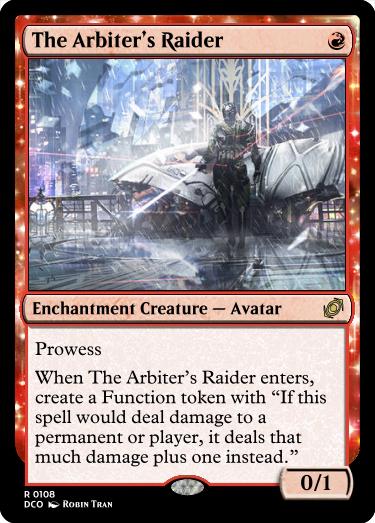 The Arbiter's Raider
Enchantment Creature — Avatar
Prowess
When The Arbiter's Raider enters,
create a Function token with “If this
spell would deal damage to a
permanent or player, it deals that
much damage plus one instead.”
0/1
R 0108
DCO Robin Tran